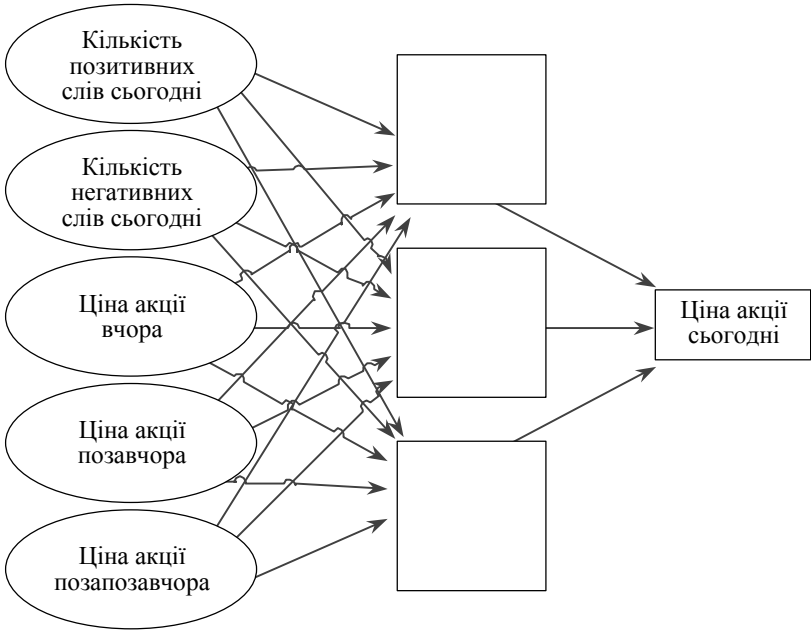 Кількість
позитивних
слів сьогодні
Кількість
негативних
слів сьогодні
Ціна акції
вчора
Ціна акції
позавчора
Ціна акції
позапозавчора
Ціна акції
сьогодні